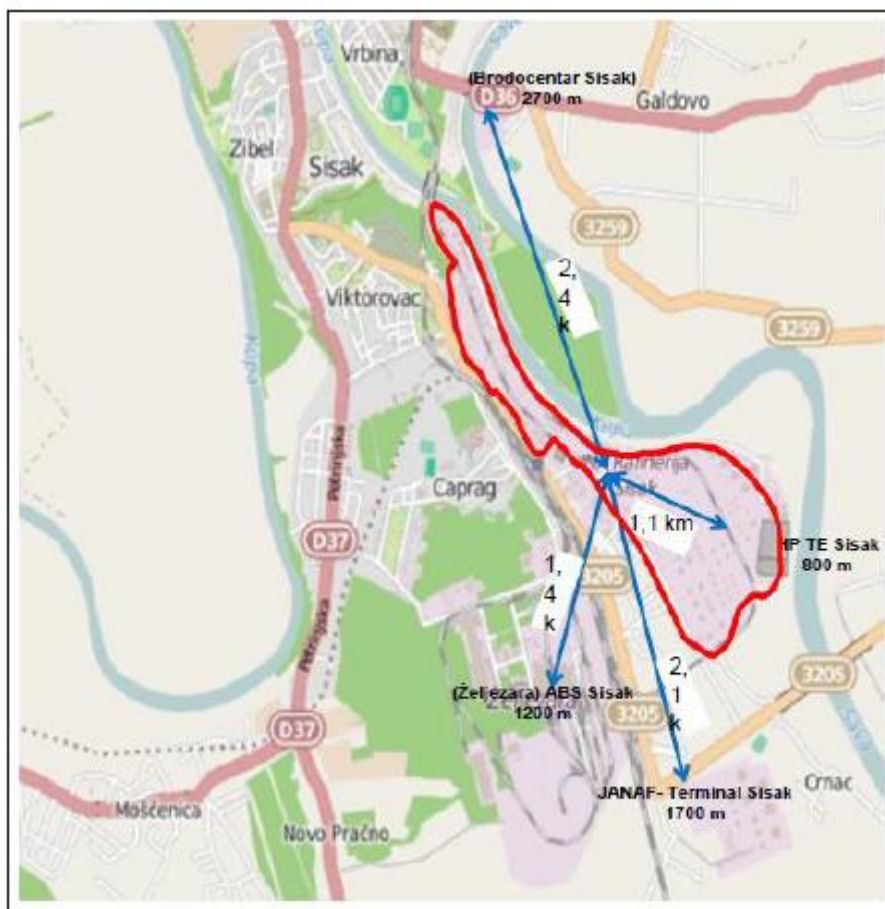 Vrbina
(Brodocentar Sisak)
2700 m
D36
Galdovo
Zibel
Sisak
3259
Viktorovac
2,
4
k
3259
Kupa
Petrinjska
Caprag
Rafinerija
Sisak
1,1 km
HP TE Sisak
800 m
D37
3205
1,
4
k
Petrinjska
(Željezara) ABS Sisak
1200 m
2,
1
k
3205
3205
D37
JANAF- Terminal Sisak
1700 m
Crnac
Mošćenica
Novo Pračno